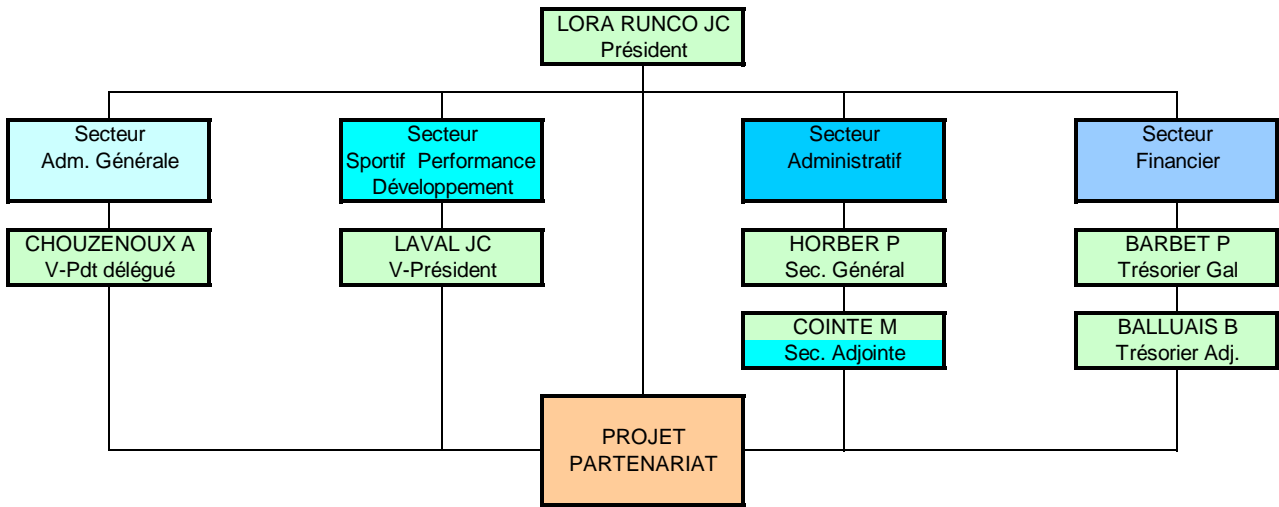 LORA RUNCO JC
Président
Secteur
Adm. Générale
Secteur
Sportif Performance
Développement
Secteur
Administratif
Secteur
Financier
CHOUZENOUX A
V-Pdt délégué
LAVAL JC
V-Président
HORBER P
Sec. Général
BARBET P
Trésorier Gal
COINTE M
Sec. Adjointe
BALLUAIS B
Trésorier Adj.
PROJET
PARTENARIAT